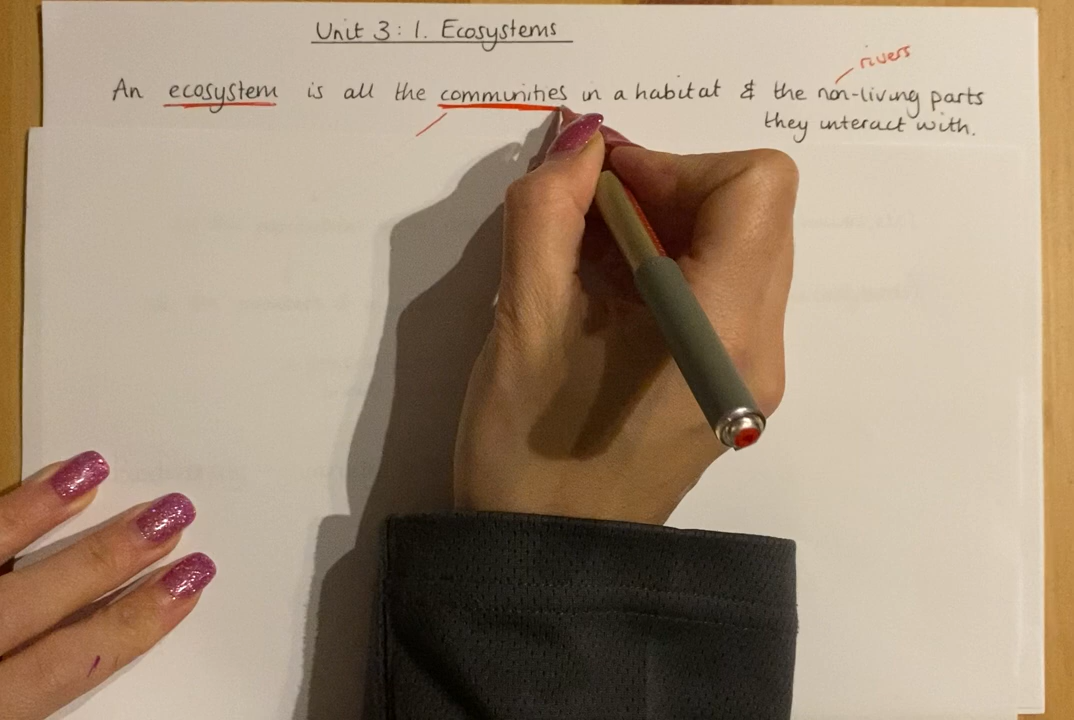 Unit 3: 1. Ecosystems
rivers
An ecosystem is all the communities in a habitat & the non-living parts
they interact with.